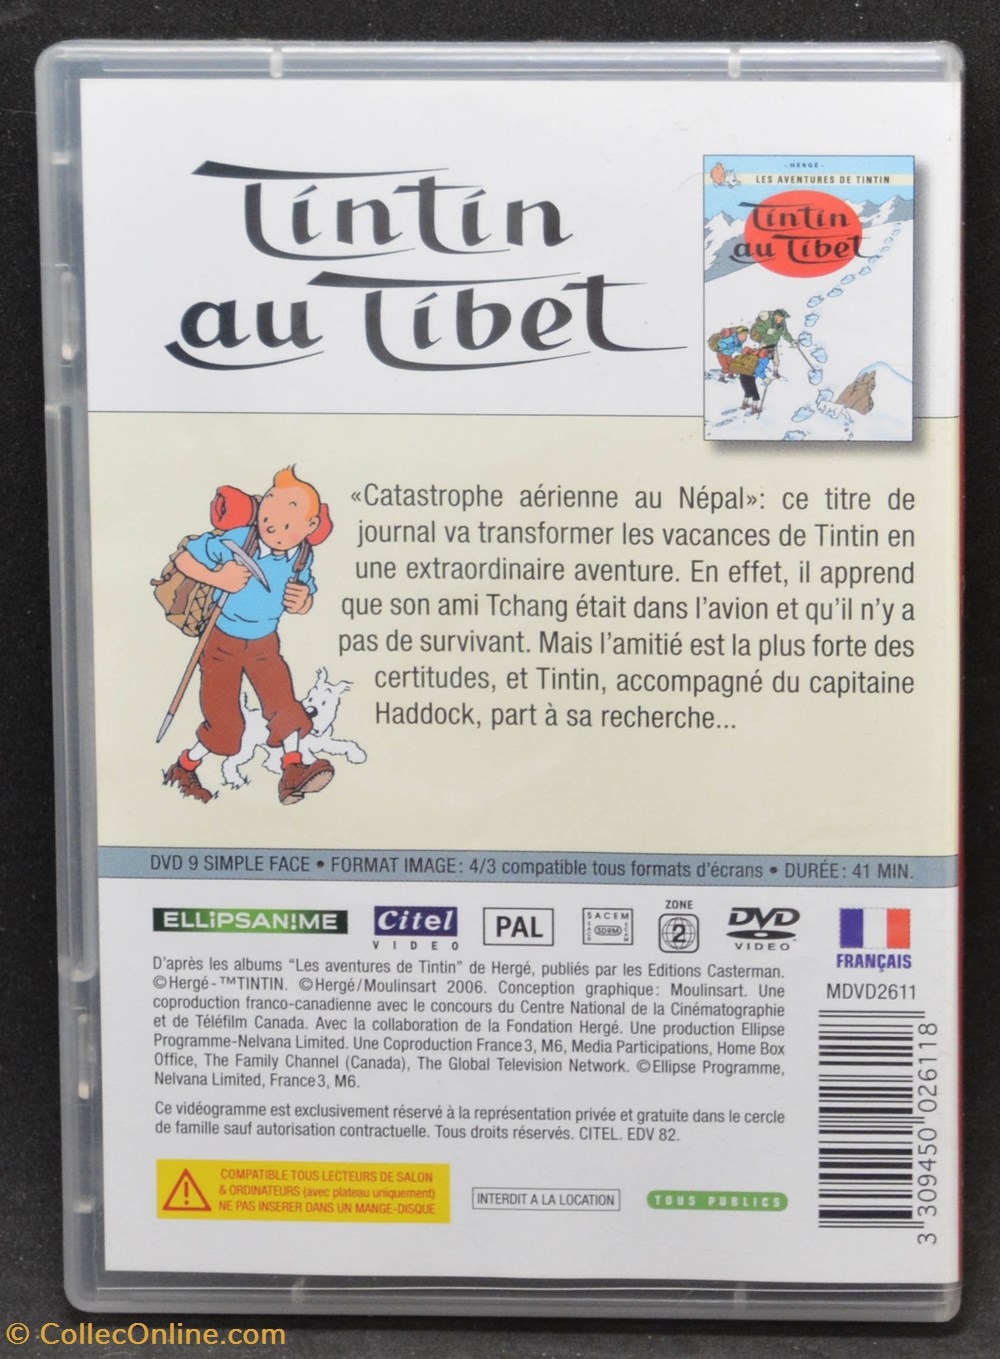 Tintin
au Tibet
- HERGÉ -
LES AVENTURES DE TINTIN
Tintin
au Tibet
«Catastrophe aérienne au Népal»: ce titre de
journal va transformer les vacances de Tintin en
une extraordinaire aventure. En effet, il apprend
que son ami Tchang était dans l'avion et qu'il n'y a
pas de survivant. Mais l'amitié est la plus forte des
certitudes, et Tintin, accompagné du capitaine
Haddock, part à sa recherche...
DVD 9 SIMPLE FACE • FORMAT IMAGE: 4/3 compatible tous formats d'écrans • DURÉE: 41 MIN.
ELLiPSAN!ME
Citel
VIDEO
PAL
SACEM
SDRM
ZONE
2
DVD
VIDEO
FRANÇAIS
MDVD2611
D'après les albums "Les aventures de Tintin" de Hergé, publiés par les Editions Casterman.
©Hergé-™TINTIN. ©Hergé/Moulinsart 2006. Conception graphique: Moulinsart. Une
coproduction franco-canadienne avec le concours du Centre National de la Cinématographie
et de Téléfilm Canada. Avec la collaboration de la Fondation Hergé. Une production Ellipse
Programme-Nelvana Limited. Une Coproduction France3, M6, Media Participations, Home Box
Office, The Family Channel (Canada), The Global Television Network. ©Ellipse Programme,
Nelvana Limited, France3, M6.
Ce vidéogramme est exclusivement réservé à la représentation privée et gratuite dans le cercle
de famille sauf autorisation contractuelle. Tous droits réservés. CITEL. EDV 82.
COMPATIBLE TOUS LECTEURS DE SALON
& ORDINATEURS (avec plateau uniquement)
NE PAS INSERER DANS UN MANGE-DISQUE
INTERDIT A LA LOCATION
TOUS PUBLICS
3 309450 026118
© CollecOnline.com